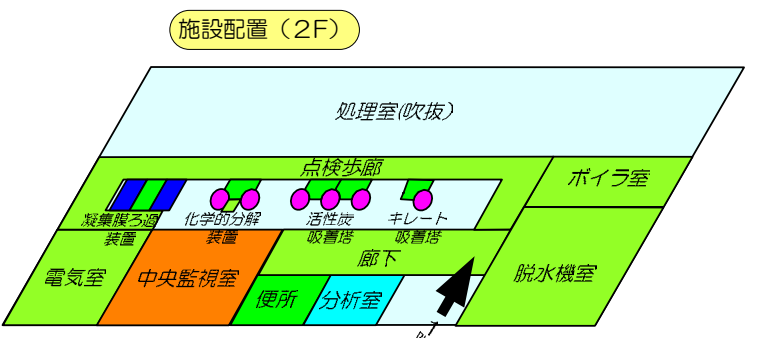 施設配置（2F）
処理室(吹抜）
点検歩廊
ボイラ室
凝集膜ろ過
装置
化学的分解
装置
活性炭
吸着塔
キレート
吸着塔
廊下
脱水機室
電気室
中央監視室
便所
分析室